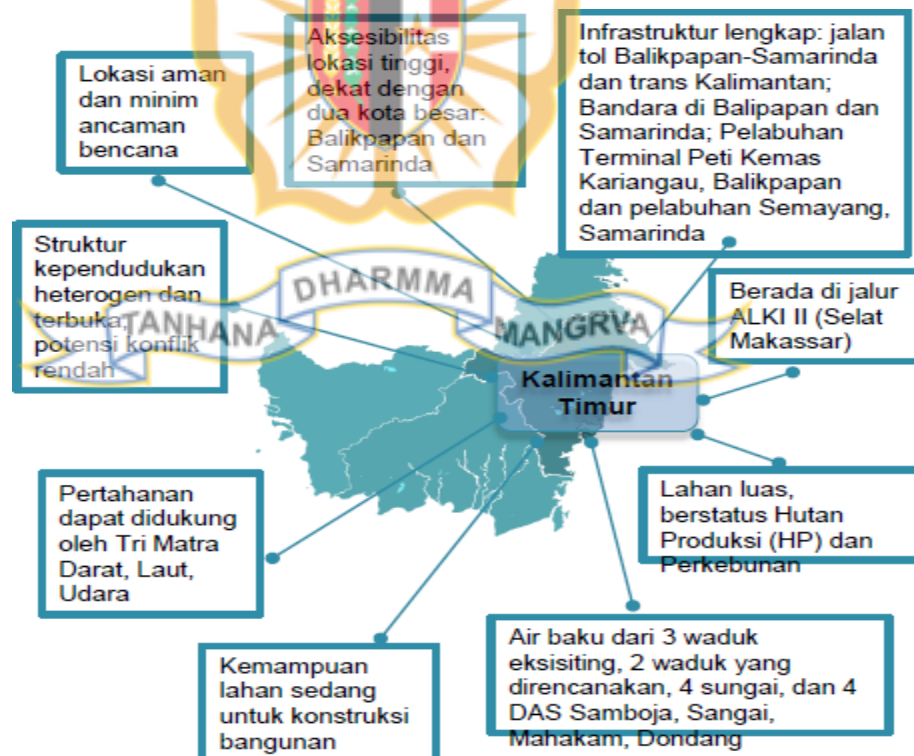 Lokasi aman
dan minim
ancaman
bencana
Aksesibilitas
lokasi tinggi,
dekat dengan
dua kota besar:
Balikpapan dan
Samarinda
Infrastruktur lengkap: jalan
tol Balikpapan-Samarinda
dan trans Kalimantan;
Bandara di Balipapan dan
Samarinda; Pelabuhan
Terminal Peti Kemas
Kariangau, Balikpapan
dan pelabuhan Semayang,
Samarinda
Struktur
kependudukan
heterogen dan
terbuka,
potensi konflik
rendah
TANHANA DHARMMA MANGRVA
Berada di jalur
ALKI II (Selat
Makassar)
Kalimantan
Timur
Pertahanan
dapat didukung
oleh Tri Matra
Darat, Laut,
Udara
Lahan luas,
berstatus Hutan
Produksi (HP) dan
Perkebunan
Kemampuan
lahan sedang
untuk konstruksi
bangunan
Air baku dari 3 waduk
eksisiting, 2 waduk yang
direncanakan, 4 sungai, dan 4
DAS Samboja, Sangai,
Mahakam, Dondang